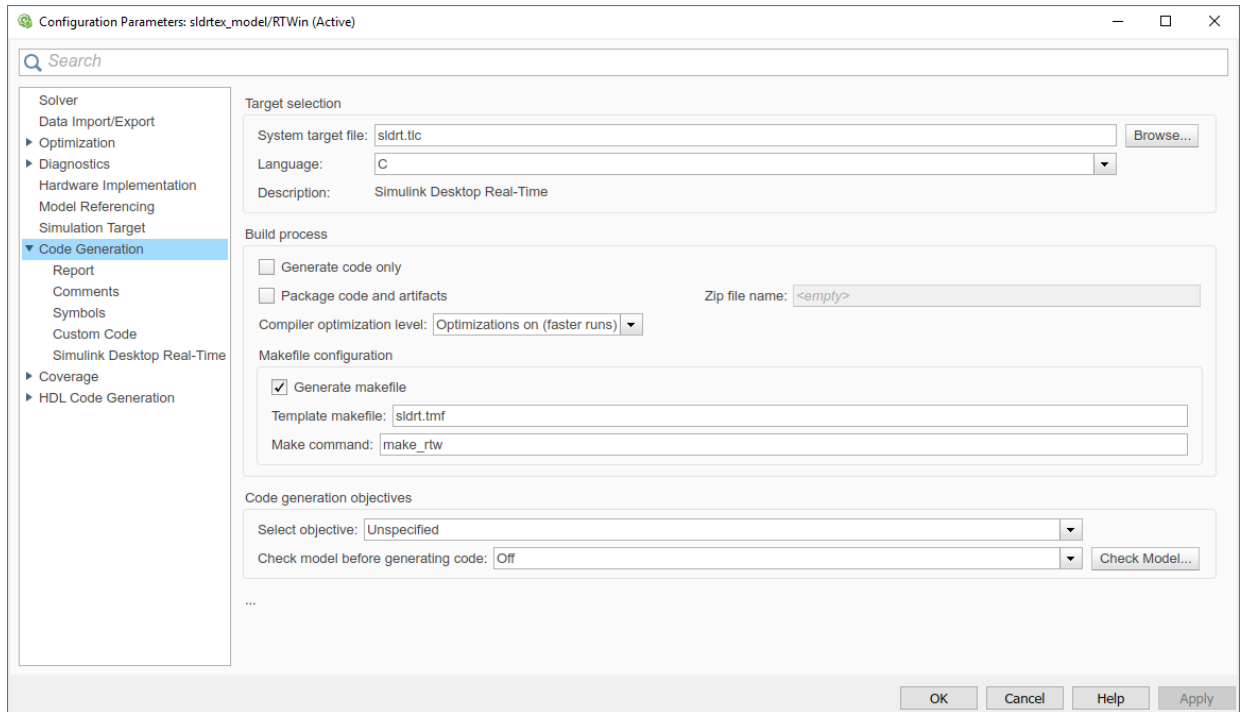 Configuration Parameters: sldrtex_model/RTWin (Active)
Search
Solver
Data Import/Export
Optimization
Diagnostics
Hardware Implementation
Model Referencing
Simulation Target
Code Generation
Report
Comments
Symbols
Custom Code
Simulink Desktop Real-Time
Coverage
HDL Code Generation
Target selection
System target file: sldrt.tlc Browse...
Language: C
Description: Simulink Desktop Real-Time
Build process
Generate code only
Package code and artifacts Zip file name: <empty>
Compiler optimization level: Optimizations on (faster runs)
Makefile configuration
Generate makefile
Template makefile: sldrt.tmf
Make command: make_rtw
Code generation objectives
Select objective: Unspecified
Check model before generating code: Off Check Model...
...
OK Cancel Help Apply